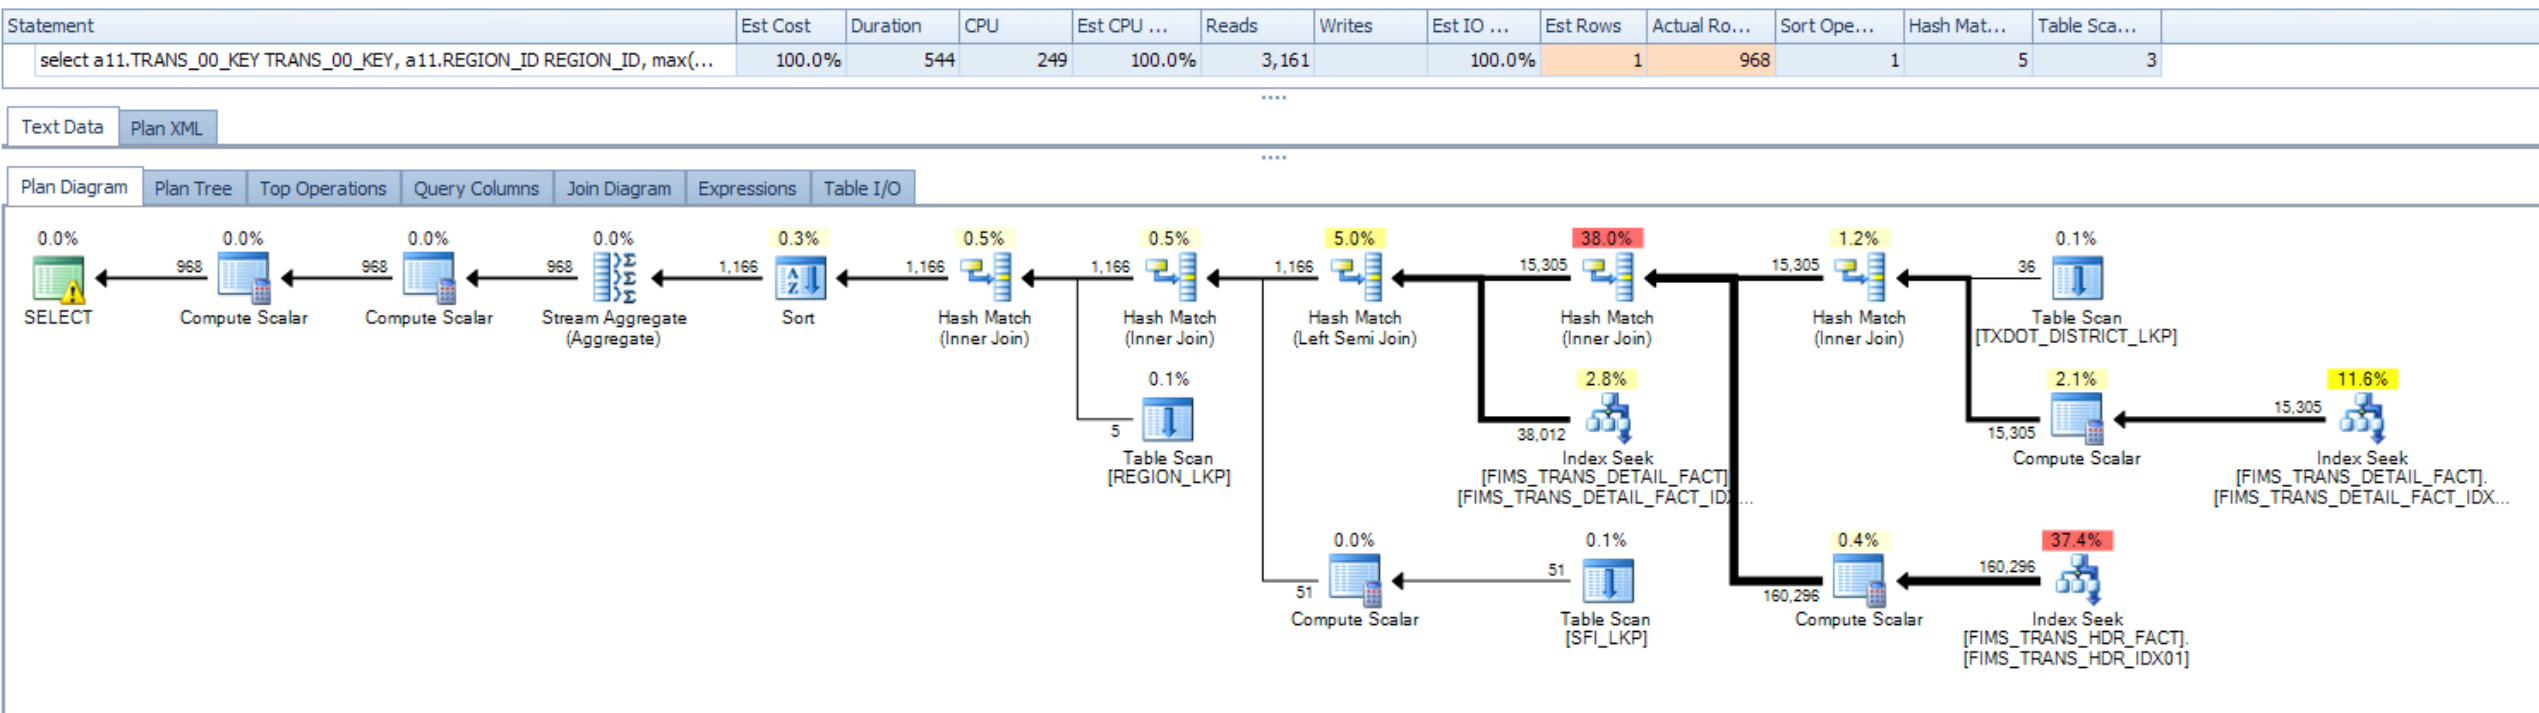 Statement Est Cost Duration CPU Est CPU ... Reads Writes Est IO ... Est Rows Actual Ro... Sort Ope... Hash Mat... Table Sca...
select a11.TRANS_00_KEY TRANS_00_KEY, a11.REGION_ID REGION_ID, max(... 100.0% 544 249 100.0% 3,161 100.0% 1 968 1 5 3
Text Data Plan XML
Plan Diagram Plan Tree Top Operations Query Columns Join Diagram Expressions Table I/O
0.0% 0.0% 0.0% 0.0% 0.3% 0.5% 0.5% 5.0% 38.0% 1.2% 0.1%
968 968 968 1,166 1,166 1,166 1,166 15,305 15,305 36
SELECT Compute Scalar Compute Scalar Stream Aggregate Sort Hash Match Hash Match Hash Match Hash Match Hash Match Table Scan
(Aggregate) (Inner Join) (Inner Join) (Left Semi Join) (Inner Join) (Inner Join) [TXDOT_DISTRICT_LKP]
0.1% 2.8% 2.1% 11.6%
5 38,012 15,305 15,305
Table Scan Index Seek Compute Scalar Index Seek
[REGION_LKP] [FIMS_TRANS_DETAIL_FACT] [FIMS_TRANS_DETAIL_FACT].
[FIMS_TRANS_DETAIL_FACT_ID... [FIMS_TRANS_DETAIL_FACT_IDX...
0.0% 0.1% 0.4% 37.4%
51 51 160,296 160,296
Compute Scalar Table Scan Compute Scalar Index Seek
[SFI_LKP] [FIMS_TRANS_HDR_FACT].
[FIMS_TRANS_HDR_IDX01]